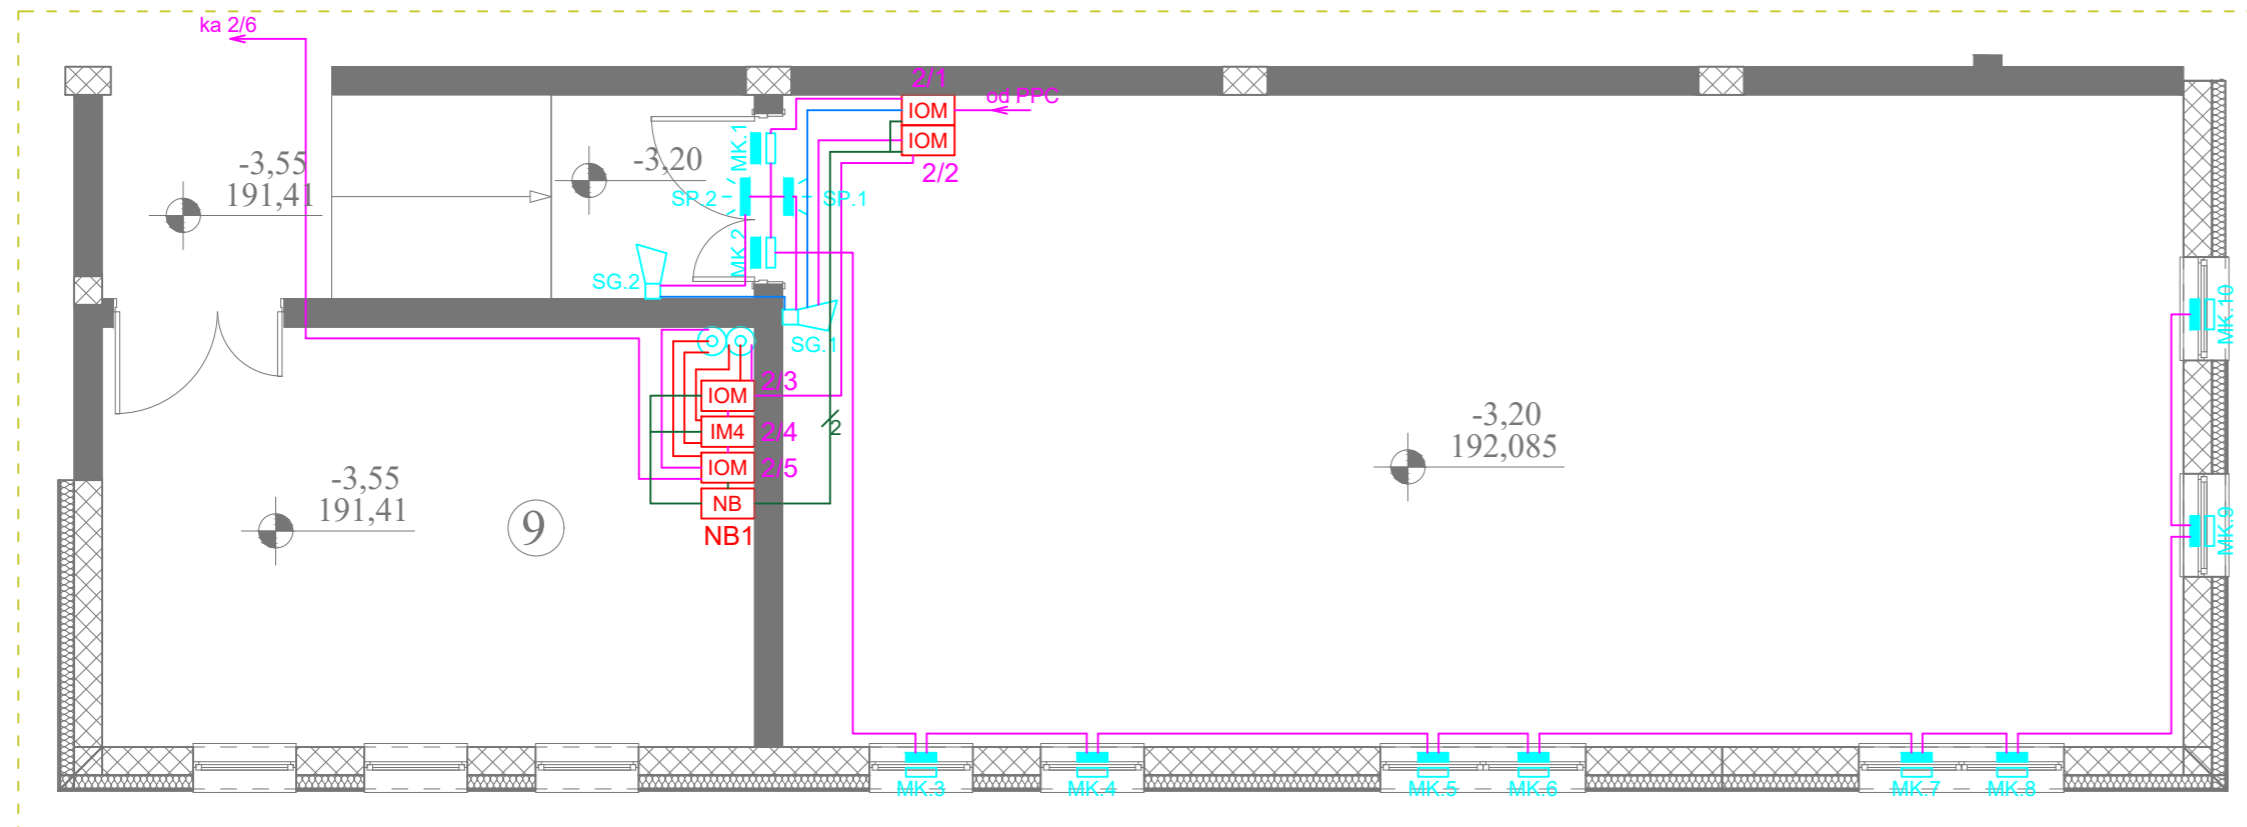 ka 2/6
2/1
od PPC
IOM
IOM
2/2
MK.1
-3,55
191,41
-3,20
SP.2
SP.1
MK.2
SG.2
SG.1
MK.10
2/3
IOM
IM4
2/4
2
IOM
2/5
NB
NB1
-3,20
192,085
-3,55
191,41
9
MK.9
MK.3
MK.4
MK.5
MK.6
MK.7
MK.8